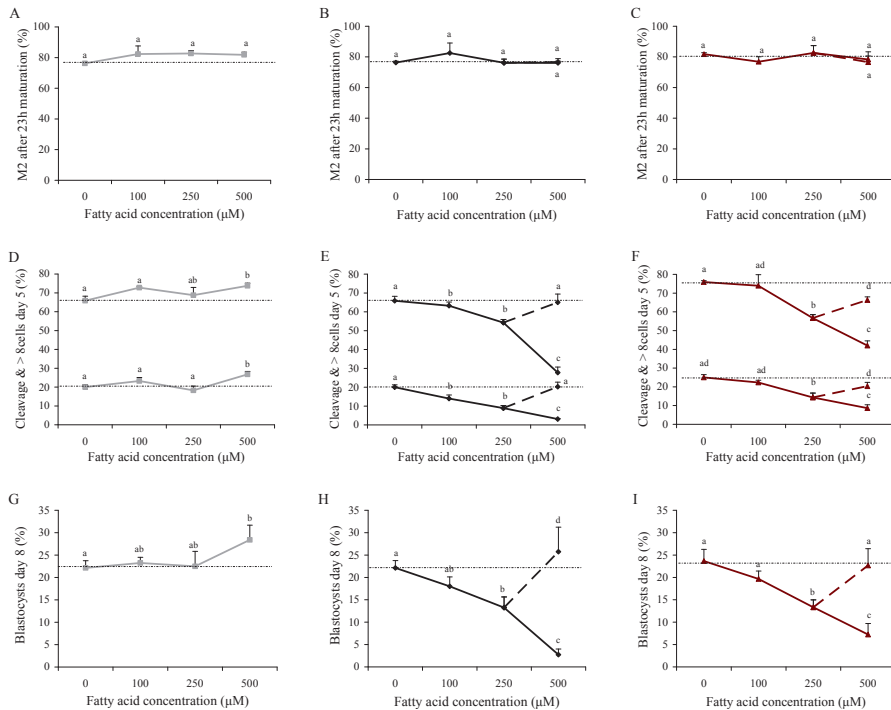 A
M2 after 23h maturation (%)
100
80
60
40
20
0
a
a
a
a
0 100 250 500
Fatty acid concentration (μM)
B
M2 after 23h maturation (%)
100
80
60
40
20
0
a
a
a
a
a
0 100 250 500
Fatty acid concentration (μM)
C
M2 after 23h maturation (%)
100
80
60
40
20
0
a
a
a
a
a
0 100 250 500
Fatty acid concentration (μM)
D
Cleavage & > 8cells day 5 (%)
80
70
60
50
40
30
20
10
0
a
a
ab
b
a
a
a
b
0 100 250 500
Fatty acid concentration (μM)
E
Cleavage & > 8cells day 5 (%)
80
70
60
50
40
30
20
10
0
a
b
b
a
c
a
b
b
a
c
0 100 250 500
Fatty acid concentration (μM)
F
Cleavage & > 8cells day 5 (%)
80
70
60
50
40
30
20
10
0
a
ad
b
d
c
ad
ad
b
d
c
0 100 250 500
Fatty acid concentration (μM)
G
Blastocysts day 8 (%)
35
30
25
20
15
10
5
0
a
ab
ab
b
0 100 250 500
Fatty acid concentration (μM)
H
Blastocysts day 8 (%)
35
30
25
20
15
10
5
0
a
ab
b
d
c
0 100 250 500
Fatty acid concentration (μM)
I
Blastocysts day 8 (%)
35
30
25
20
15
10
5
0
a
a
b
a
c
0 100 250 500
Fatty acid concentration (μM)